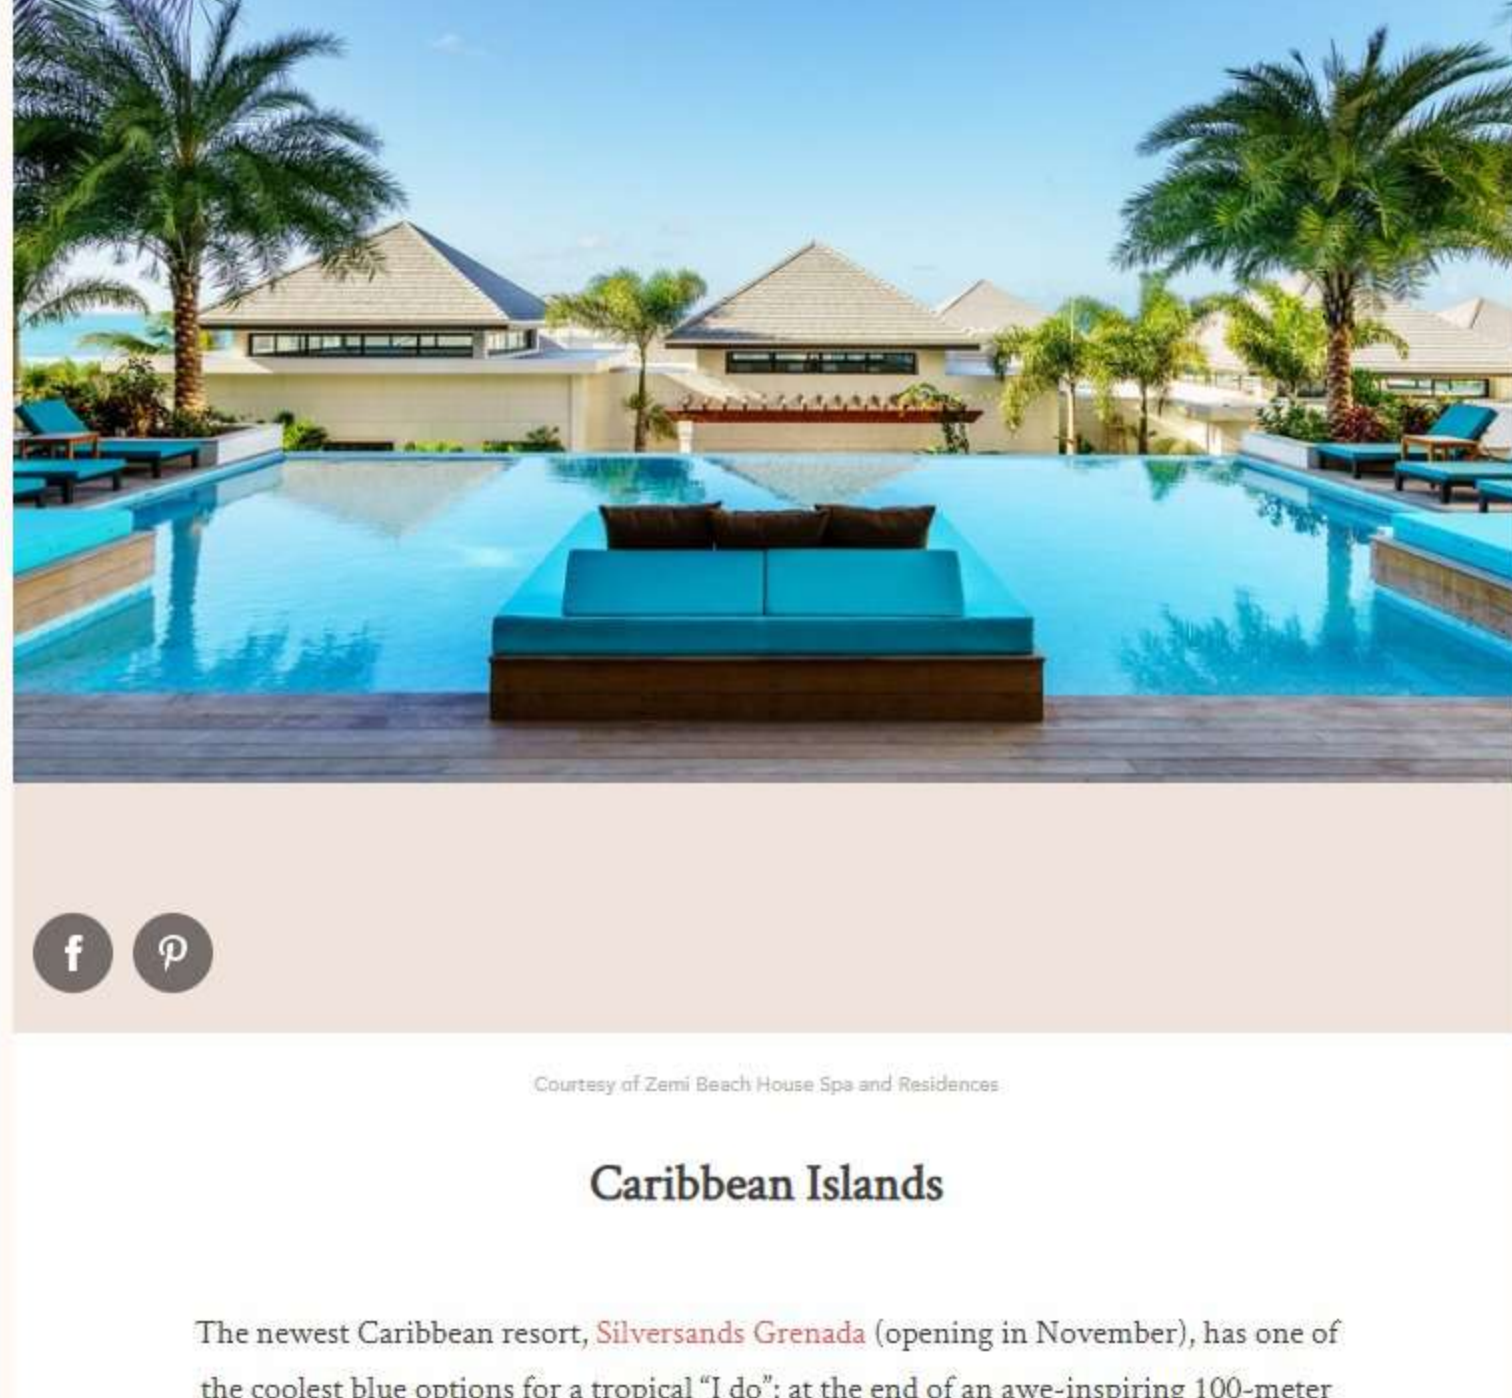 Courtesy of Zemi Beach House Spa and Residences
Caribbean Islands
The newest Caribbean resort, Silversands Grenada (opening in November), has one of
the coolest blue options for a tropical “I do”: at the end of an awe-inspiring 100-meter